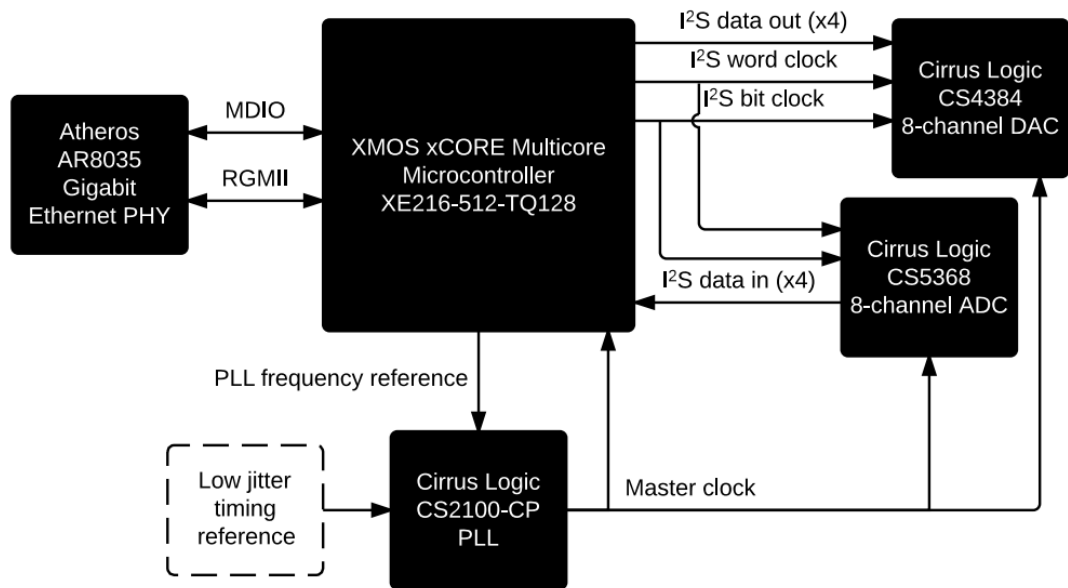 I²S data out (x4)
I²S word clock
I²S bit clock
Cirrus Logic
CS4384
8-channel DAC
MDIO
RGMII
Atheros
AR8035
Gigabit
Ethernet PHY
XMOS xCORE Multicore
Microcontroller
XE216-512-TQ128
Cirrus Logic
CS5368
8-channel ADC
I²S data in (x4)
PLL frequency reference
Low jitter
timing
reference
Cirrus Logic
CS2100-CP
PLL
Master clock